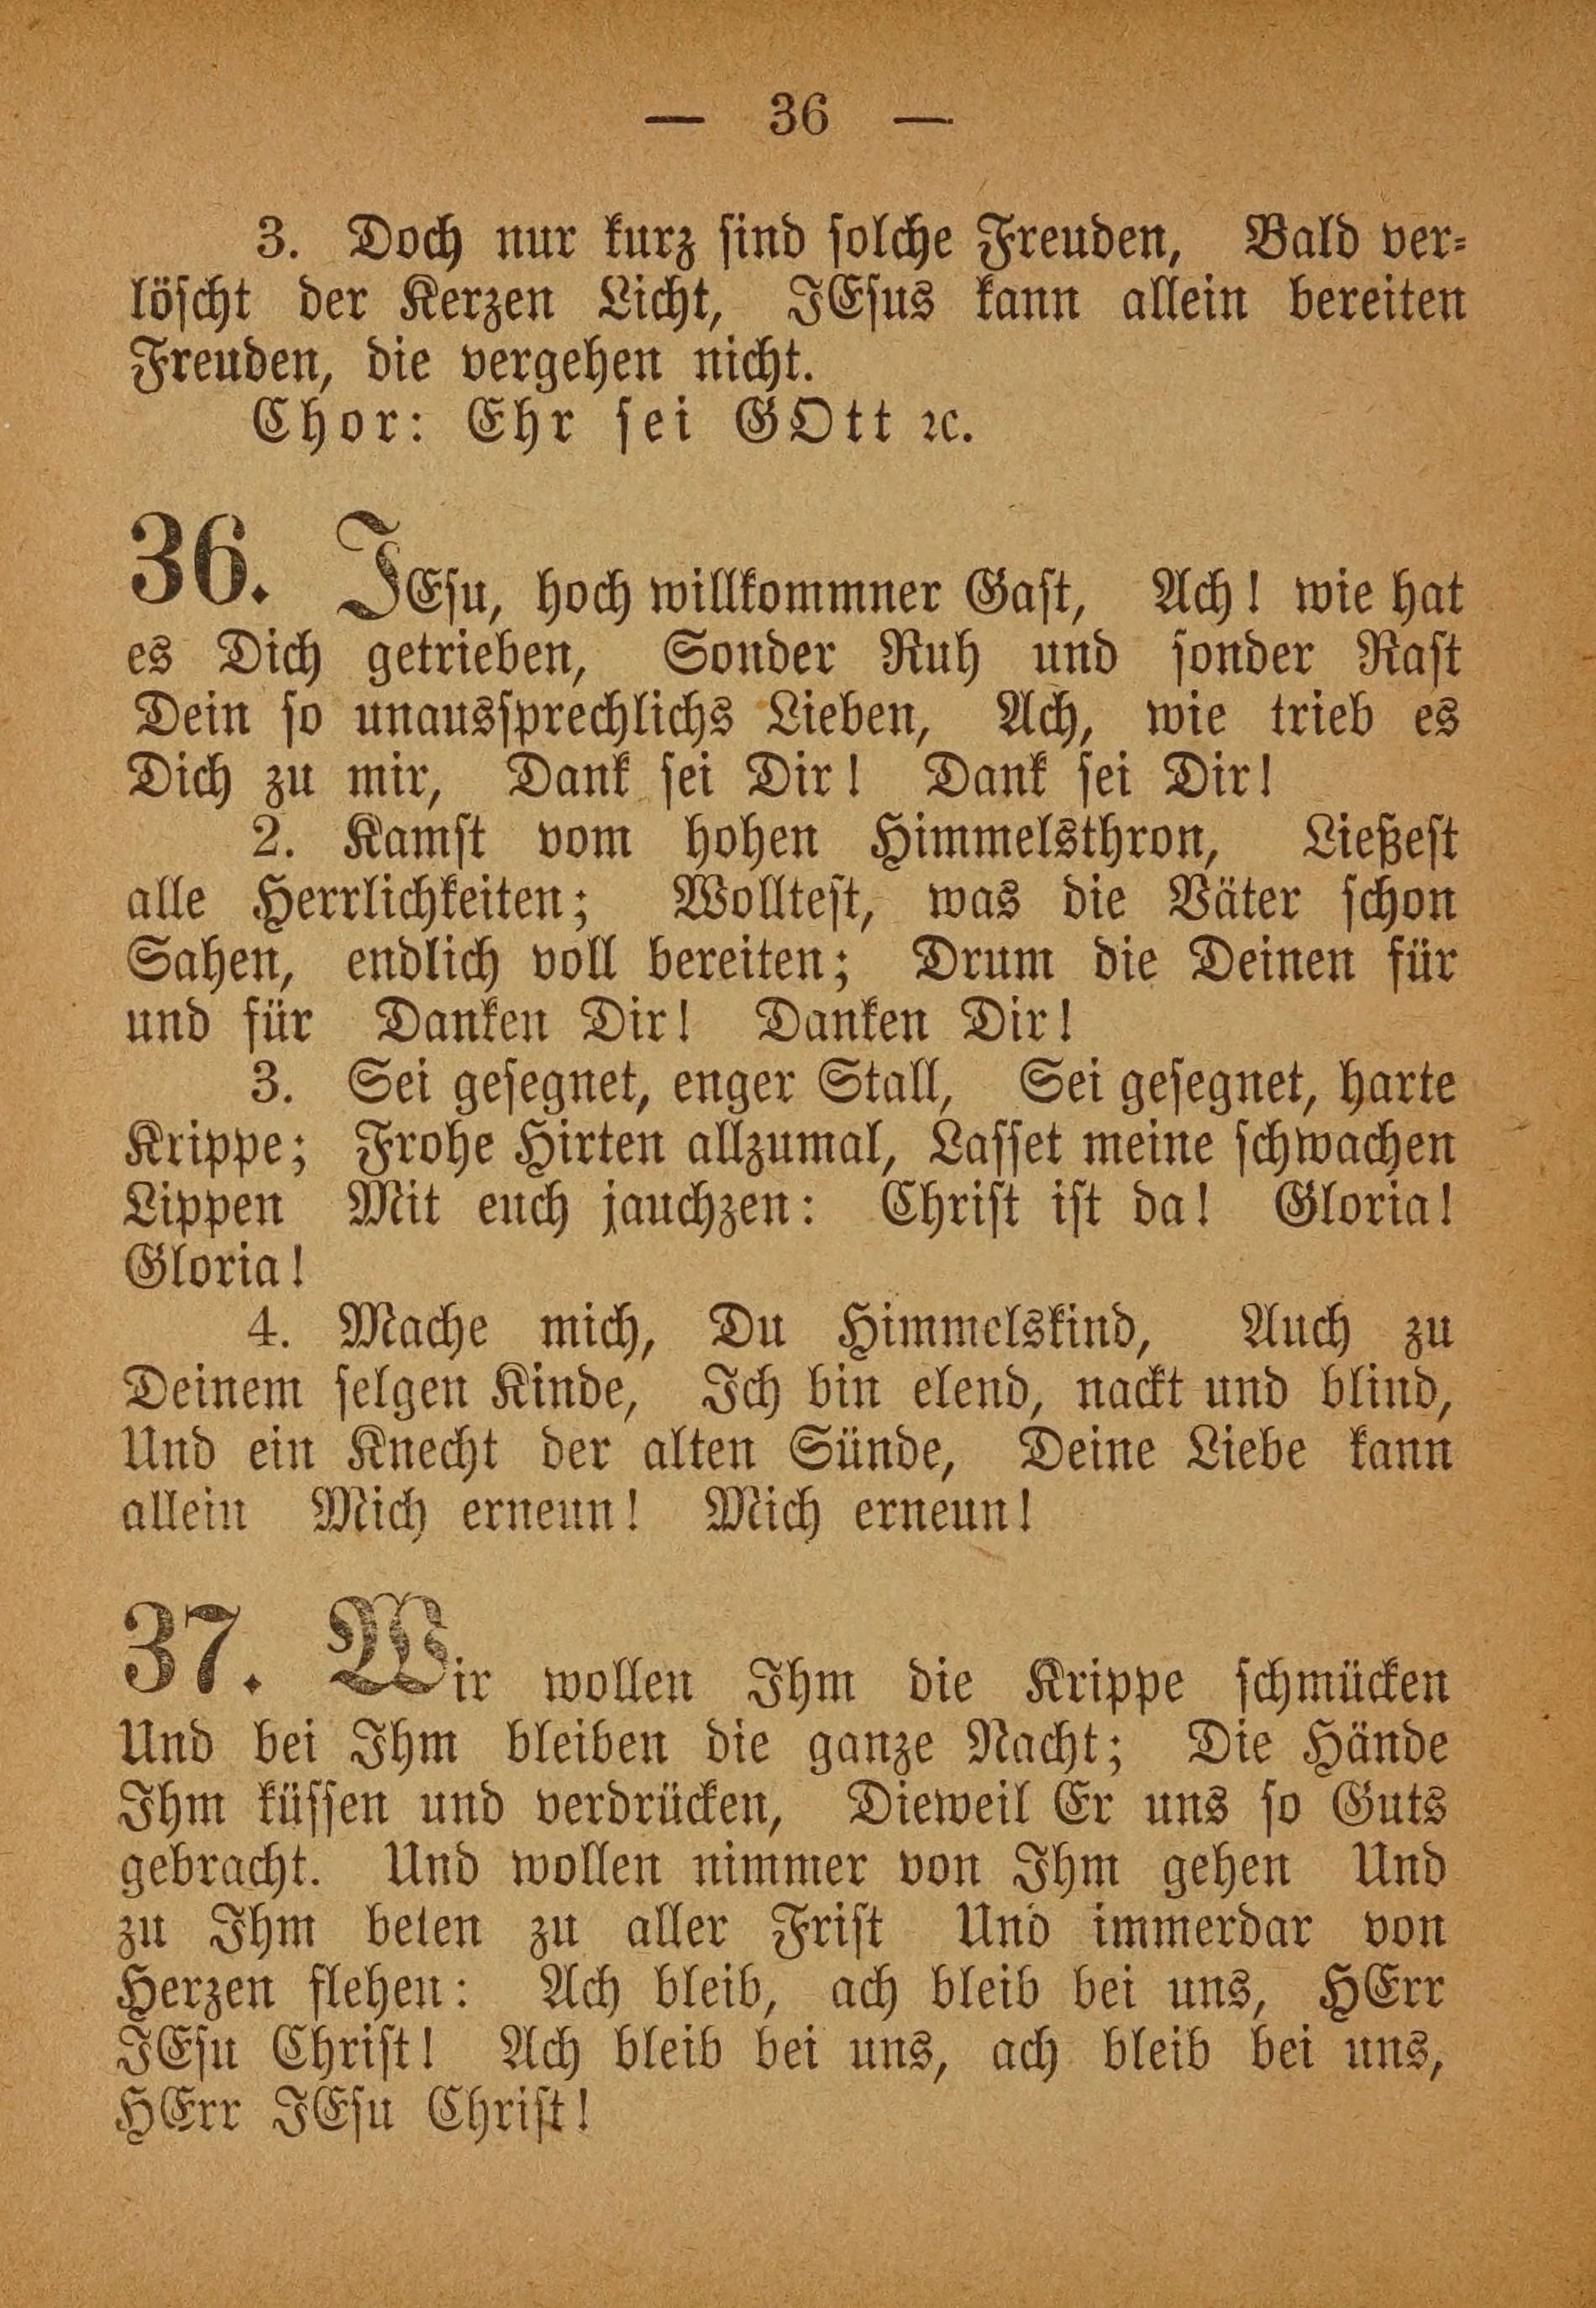 — 36 —
3. Doch nur kurz sind solche Freuden, Bald ver-
löscht der Kerzen Licht, JEsus kann allein bereiten
Freuden, die vergehen nicht.
Chor: Ehr sei GOtt ꝛc.
36. JEsu, hoch willkommner Gast, Ach! wie hat
es Dich getrieben, Sonder Ruh und sonder Rast
Dein so unaussprechlichs Lieben, Ach, wie trieb es
Dich zu mir, Dank sei Dir! Dank sei Dir!
2. Kamst vom hohen Himmelsthron, Ließest
alle Herrlichkeiten; Wolltest, was die Väter schon
Sahen, endlich voll bereiten; Drum die Deinen für
und für Danken Dir! Danken Dir!
3. Sei gesegnet, enger Stall, Sei gesegnet, harte
Krippe; Frohe Hirten allzumal, Lasset meine schwachen
Lippen Mit euch jauchzen: Christ ist da! Gloria!
Gloria!
4. Mache mich, Du Himmelskind, Auch zu
Deinem selgen Kinde, Ich bin elend, nackt und blind,
Und ein Knecht der alten Sünde, Deine Liebe kann
allein Mich erneun! Mich erneun!
37. Wir wollen Ihm die Krippe schmücken
Und bei Ihm bleiben die ganze Nacht; Die Hände
Ihm küssen und verdrücken, Dieweil Er uns so Guts
gebracht. Und wollen nimmer von Ihm gehen Und
zu Ihm beten zu aller Frist Und immerdar von
Herzen flehen: Ach bleib, ach bleib bei uns, HErr
JEsu Christ! Ach bleib bei uns, ach bleib bei uns,
HErr JEsu Christ!